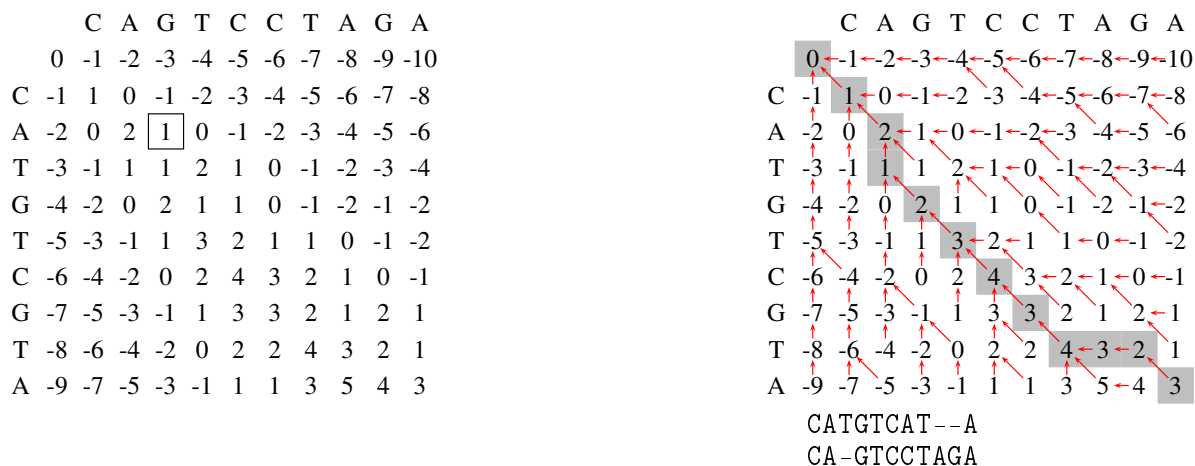 C A G T C C T A G A
0 -1 -2 -3 -4 -5 -6 -7 -8 -9 -10
C -1 1 0 -1 -2 -3 -4 -5 -6 -7 -8
A -2 0 2 1 0 -1 -2 -3 -4 -5 -6
T -3 -1 1 1 2 1 0 -1 -2 -3 -4
G -4 -2 0 2 1 1 0 -1 -2 -1 -2
T -5 -3 -1 1 3 2 1 1 0 -1 -2
C -6 -4 -2 0 2 4 3 2 1 0 -1
G -7 -5 -3 -1 1 3 3 2 1 2 1
T -8 -6 -4 -2 0 2 2 4 3 2 1
A -9 -7 -5 -3 -1 1 1 3 5 4 3
C A G T C C T A G A
0 -1 -2 -3 -4 -5 -6 -7 -8 -9 -10
C -1 1 0 -1 -2 -3 -4 -5 -6 -7 -8
A -2 0 2 1 0 -1 -2 -3 -4 -5 -6
T -3 -1 1 1 2 1 0 -1 -2 -3 -4
G -4 -2 0 2 1 1 0 -1 -2 -1 -2
T -5 -3 -1 1 3 2 1 1 0 -1 -2
C -6 -4 -2 0 2 4 3 2 1 0 -1
G -7 -5 -3 -1 1 3 3 2 1 2 1
T -8 -6 -4 -2 0 2 2 4 3 2 1
A -9 -7 -5 -3 -1 1 1 3 5 4 3
CATGTCAT--A
CA-GTCCTAGA